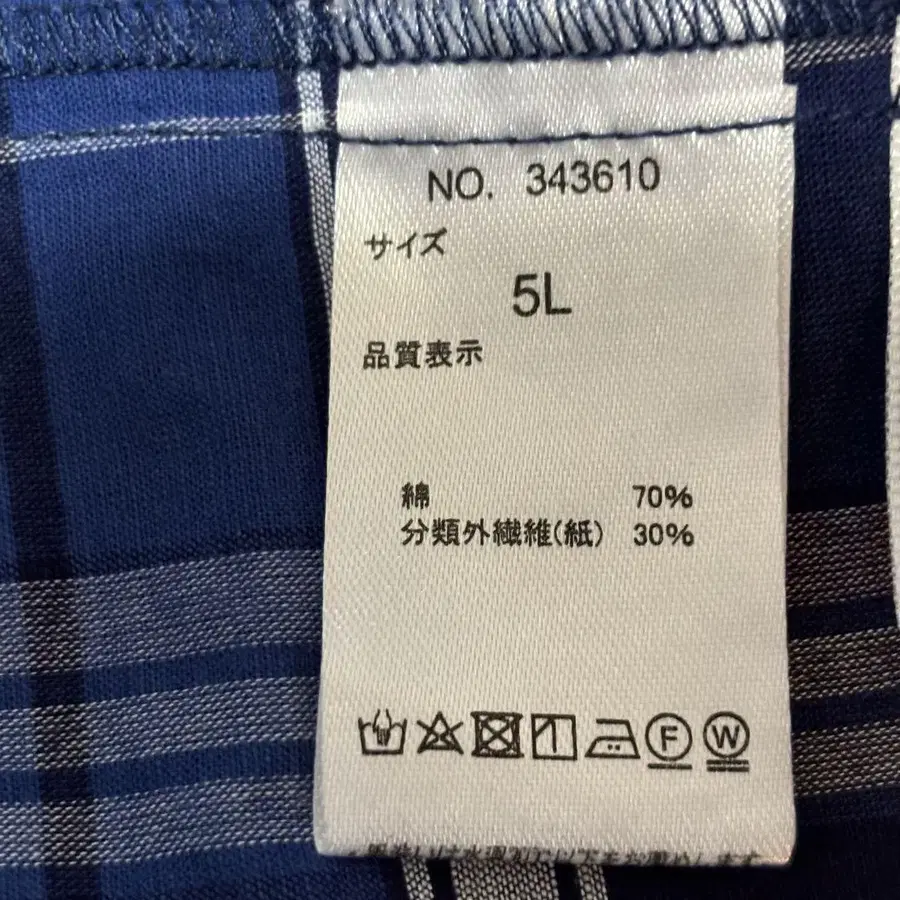 NO. 343610
サイズ
5L
品質表示
綿 70%
分類外繊維(紙) 30%
F W